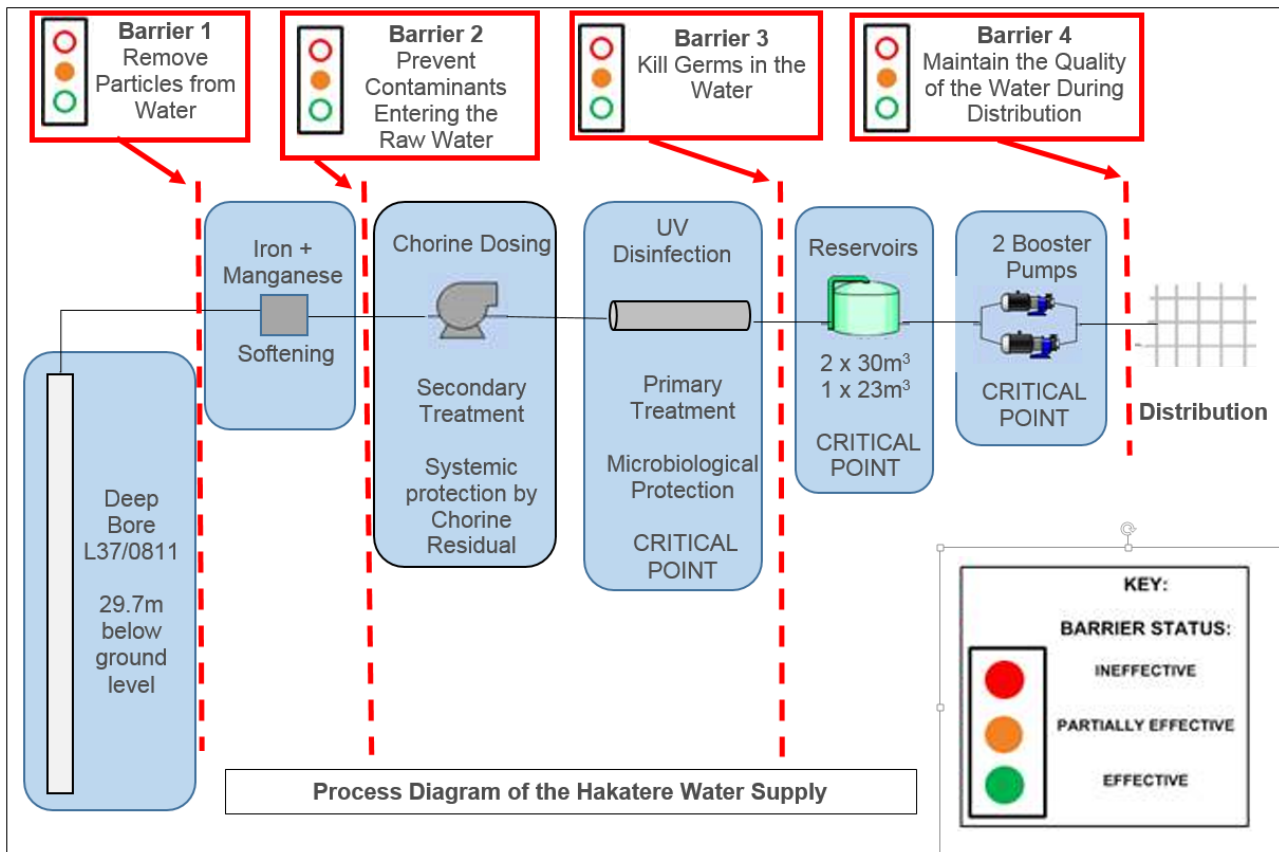 Barrier 1
Remove
Particles from
Water
Barrier 2
Prevent
Contaminants
Entering the
Raw Water
Barrier 3
Kill Germs in the
Water
Barrier 4
Maintain the Quality
of the Water During
Distribution
Deep
Bore
L37/0811
29.7m
below
ground
level
Iron +
Manganese
Softening
Chorine Dosing
Secondary
Treatment
Systemic
protection by
Chorine
Residual
UV
Disinfection
Primary
Treatment
Microbiological
Protection
CRITICAL
POINT
Reservoirs
2 x 30m³
1 x 23m³
CRITICAL
POINT
2 Booster
Pumps
CRITICAL
POINT
Distribution
KEY:
BARRIER STATUS:
INEFFECTIVE
PARTIALLY EFFECTIVE
EFFECTIVE
Process Diagram of the Hakatere Water Supply